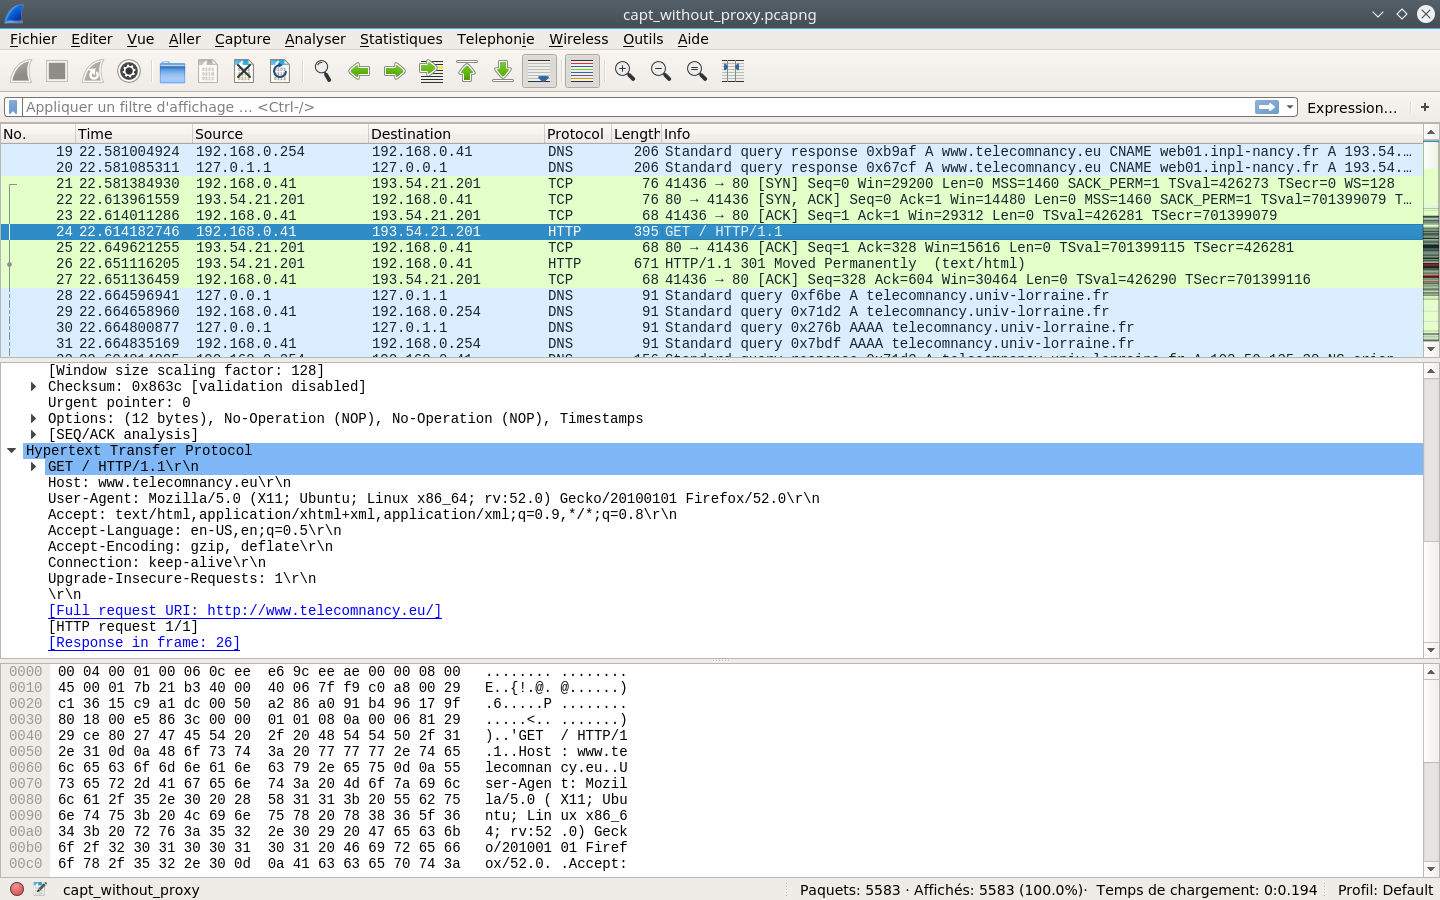 capt_without_proxy.pcapng
Fichier Editer Vue Aller Capture Analyser Statistiques Telephonie Wireless Outils Aide
Appliquer un filtre d'affichage … <Ctrl-/> Expression… +
No. Time Source Destination Protocol Length Info
19 22.581004924 192.168.0.254 192.168.0.41 DNS 206 Standard query response 0xb9af A www.telecomnancy.eu CNAME web01.inpl-nancy.fr A 193.54.…
20 22.581085311 127.0.1.1 127.0.0.1 DNS 206 Standard query response 0x67cf A www.telecomnancy.eu CNAME web01.inpl-nancy.fr A 193.54.…
21 22.581384930 192.168.0.41 193.54.21.201 TCP 76 41436 → 80 [SYN] Seq=0 Win=29200 Len=0 MSS=1460 SACK_PERM=1 TSval=426273 TSecr=0 WS=128
22 22.613961559 193.54.21.201 192.168.0.41 TCP 76 80 → 41436 [SYN, ACK] Seq=0 Ack=1 Win=14480 Len=0 MSS=1460 SACK_PERM=1 TSval=701399079 T…
23 22.614011286 192.168.0.41 193.54.21.201 TCP 68 41436 → 80 [ACK] Seq=1 Ack=1 Win=29312 Len=0 TSval=426281 TSecr=701399079
24 22.614182746 192.168.0.41 193.54.21.201 HTTP 395 GET / HTTP/1.1
25 22.649621255 193.54.21.201 192.168.0.41 TCP 68 80 → 41436 [ACK] Seq=1 Ack=328 Win=15616 Len=0 TSval=701399115 TSecr=426281
26 22.651116205 193.54.21.201 192.168.0.41 HTTP 671 HTTP/1.1 301 Moved Permanently (text/html)
27 22.651136459 192.168.0.41 193.54.21.201 TCP 68 41436 → 80 [ACK] Seq=328 Ack=604 Win=30464 Len=0 TSval=426290 TSecr=701399116
28 22.664596941 127.0.0.1 127.0.1.1 DNS 91 Standard query 0xf6be A telecomnancy.univ-lorraine.fr
29 22.664658960 192.168.0.41 192.168.0.254 DNS 91 Standard query 0x71d2 A telecomnancy.univ-lorraine.fr
30 22.664800877 127.0.0.1 127.0.1.1 DNS 91 Standard query 0x276b AAAA telecomnancy.univ-lorraine.fr
31 22.664835169 192.168.0.41 192.168.0.254 DNS 91 Standard query 0x7bdf AAAA telecomnancy.univ-lorraine.fr
[Window size scaling factor: 128]
Checksum: 0x863c [validation disabled]
Urgent pointer: 0
Options: (12 bytes), No-Operation (NOP), No-Operation (NOP), Timestamps
[SEQ/ACK analysis]
Hypertext Transfer Protocol
GET / HTTP/1.1\r\n
Host: www.telecomnancy.eu\r\n
User-Agent: Mozilla/5.0 (X11; Ubuntu; Linux x86_64; rv:52.0) Gecko/20100101 Firefox/52.0\r\n
Accept: text/html,application/xhtml+xml,application/xml;q=0.9,*/*;q=0.8\r\n
Accept-Language: en-US,en;q=0.5\r\n
Accept-Encoding: gzip, deflate\r\n
Connection: keep-alive\r\n
Upgrade-Insecure-Requests: 1\r\n
\r\n
[Full request URI: http://www.telecomnancy.eu/]
[HTTP request 1/1]
[Response in frame: 26]
0000 00 04 00 01 00 06 0c ee e6 9c ee ae 00 00 08 00 ........ ........
0010 45 00 01 7b 21 b3 40 00 40 06 7f f9 c0 a8 00 29 E..{!.@. @......)
0020 c1 36 15 c9 a1 dc 00 50 a2 86 a0 91 b4 96 17 9f .6.....P ........
0030 80 18 00 e5 86 3c 00 00 01 01 08 0a 00 06 81 29 .....<.. .......)
0040 29 ce 80 27 47 45 54 20 2f 20 48 54 54 50 2f 31 )..'GET / HTTP/1
0050 2e 31 0d 0a 48 6f 73 74 3a 20 77 77 77 2e 74 65 .1..Host : www.te
0060 6c 65 63 6f 6d 6e 61 6e 63 79 2e 65 75 0d 0a 55 lecomnan cy.eu..U
0070 73 65 72 2d 41 67 65 6e 74 3a 20 4d 6f 7a 69 6c ser-Agen t: Mozil
0080 6c 61 2f 35 2e 30 20 28 58 31 31 3b 20 55 62 75 la/5.0 ( X11; Ubu
0090 6e 74 75 3b 20 4c 69 6e 75 78 20 78 38 36 5f 36 ntu; Lin ux x86_6
00a0 34 3b 20 72 76 3a 35 32 2e 30 29 20 47 65 63 6b 4; rv:52 .0) Geck
00b0 6f 2f 32 30 31 30 30 31 30 31 20 46 69 72 65 66 o/201001 01 Firef
00c0 6f 78 2f 35 32 2e 30 0d 0a 41 63 63 65 70 74 3a ox/52.0. .Accept:
capt_without_proxy Paquets: 5583 · Affichés: 5583 (100.0%)· Temps de chargement: 0:0.194 Profil: Default